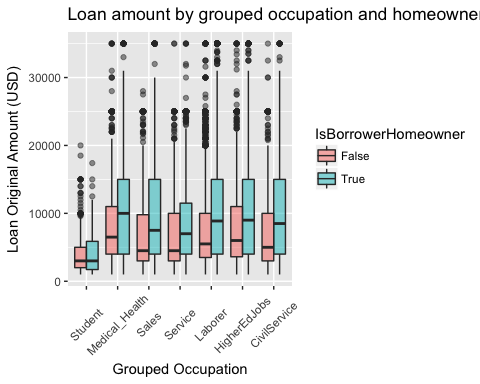 Loan amount by grouped occupation and homeowner
Loan Original Amount (USD)
30000
20000
10000
0
Student
Medical_Health
Sales
Service
Laborer
HigherEdJobs
CivilService
Grouped Occupation
IsBorrowerHomeowner
False
True